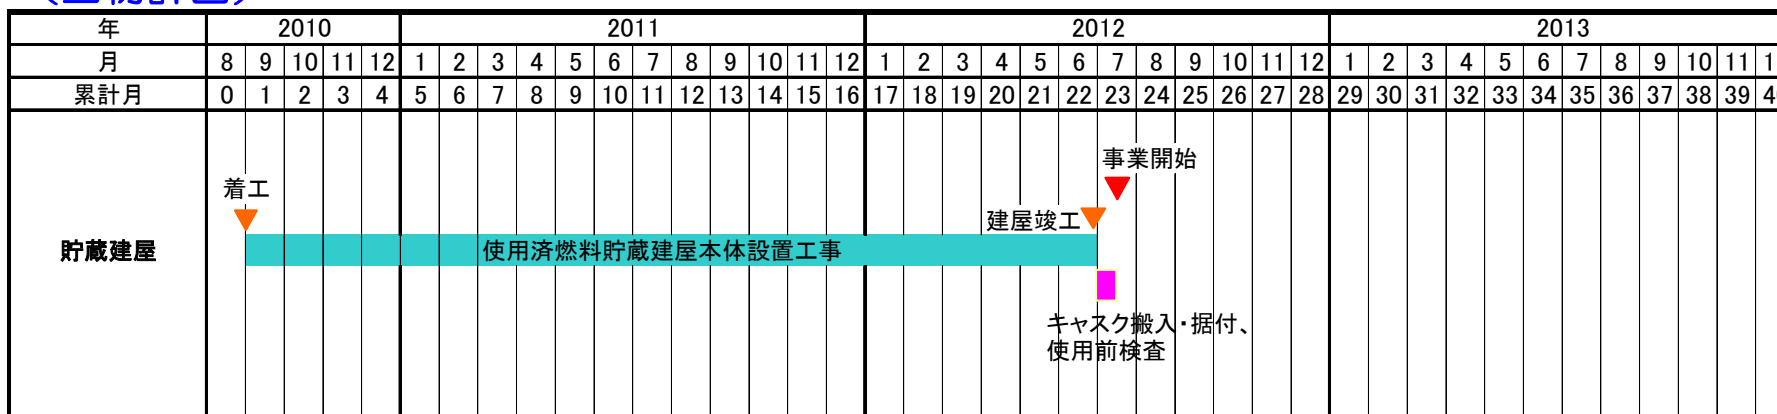 年 2010 2011 2012 2013
月 8 9 10 11 12 1 2 3 4 5 6 7 8 9 10 11 12 1 2 3 4 5 6 7 8 9 10 11 12 1 2 3 4 5 6 7 8 9 10 11
累計月 0 1 2 3 4 5 6 7 8 9 10 11 12 13 14 15 16 17 18 19 20 21 22 23 24 25 26 27 28 29 30 31 32 33 34 35 36 37 38 39
事業開始
着工
建屋竣工
貯蔵建屋
使用済燃料貯蔵建屋本体設置工事
キャスク搬入・据付、
使用前検査